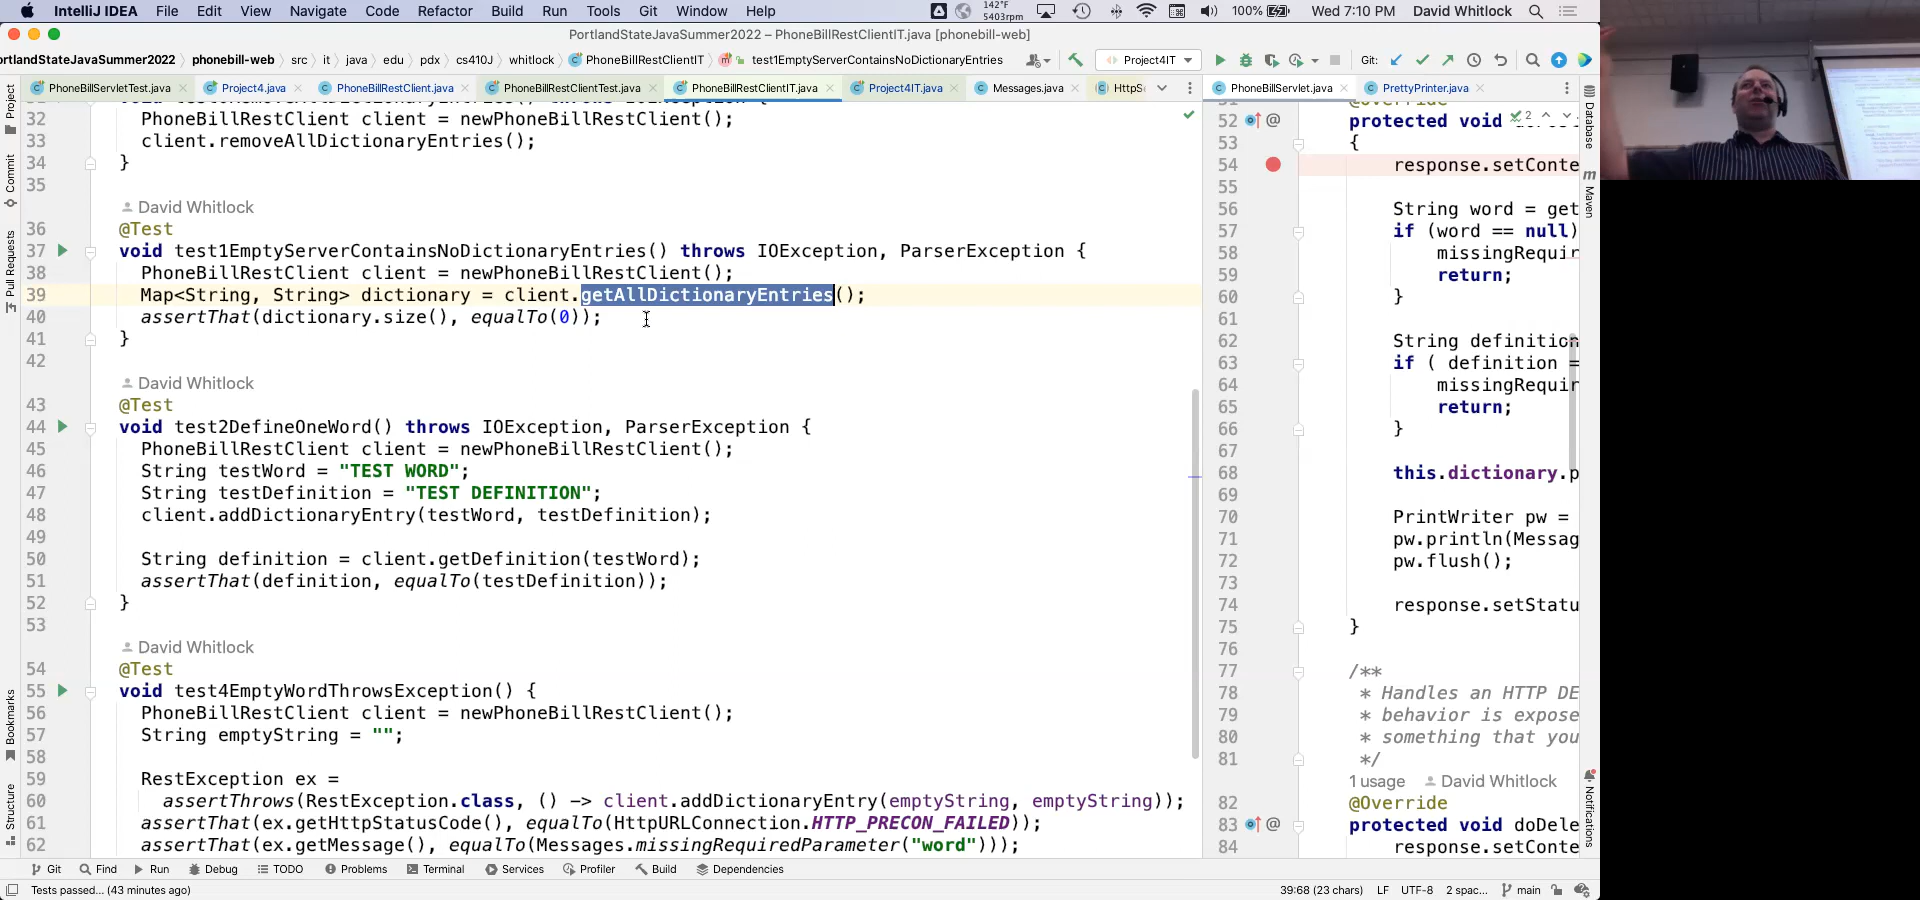 IntelliJ IDEA File Edit View Navigate Code Refactor Build Run Tools Git Window Help 142°F 5403rpm 100% Wed 7:10 PM David Whitlock
PortlandStateJavaSummer2022 – PhoneBillRestClientIT.java [phonebill-web]
ortlandStateJavaSummer2022 phonebill-web src it java edu pdx cs410J whitlock PhoneBillRestClientIT test1EmptyServerContainsNoDictionaryEntries Project4IT Git:
PhoneBillServletTest.java Project4.java PhoneBillRestClient.java PhoneBillRestClientTest.java PhoneBillRestClientIT.java Project4IT.java Messages.java HttpS PhoneBillServlet.java PrettyPrinter.java
Project
Commit
Pull Requests
Bookmarks
Structure
32 PhoneBillRestClient client = newPhoneBillRestClient();
33 client.removeAllDictionaryEntries();
34 }
35
David Whitlock
36 @Test
37 void test1EmptyServerContainsNoDictionaryEntries() throws IOException, ParserException {
38 PhoneBillRestClient client = newPhoneBillRestClient();
39 Map<String, String> dictionary = client.getAllDictionaryEntries();
40 assertThat(dictionary.size(), equalTo(0));
41 }
42
David Whitlock
43 @Test
44 void test2DefineOneWord() throws IOException, ParserException {
45 PhoneBillRestClient client = newPhoneBillRestClient();
46 String testWord = "TEST WORD";
47 String testDefinition = "TEST DEFINITION";
48 client.addDictionaryEntry(testWord, testDefinition);
49
50 String definition = client.getDefinition(testWord);
51 assertThat(definition, equalTo(testDefinition));
52 }
53
David Whitlock
54 @Test
55 void test4EmptyWordThrowsException() {
56 PhoneBillRestClient client = newPhoneBillRestClient();
57 String emptyString = "";
58
59 RestException ex =
60 assertThrows(RestException.class, () -> client.addDictionaryEntry(emptyString, emptyString));
61 assertThat(ex.getHttpStatusCode(), equalTo(HttpURLConnection.HTTP_PRECON_FAILED));
62 assertThat(ex.getMessage(), equalTo(Messages.missingRequiredParameter("word")));
52 protected void 2
53 {
54 response.setConte
55
56 String word = get
57 if (word == null)
58 missingRequir
59 return;
60 }
61
62 String definition
63 if ( definition =
64 missingRequir
65 return;
66 }
67
68 this.dictionary.p
69
70 PrintWriter pw =
71 pw.println(Messag
72 pw.flush();
73
74 response.setStatu
75 }
76
77 /**
78 * Handles an HTTP DE
79 * behavior is expose
80 * something that you
81 */
1 usage David Whitlock
82 @Override
83 protected void doDele
84 response.setConte
Database
Maven
Notifications
Git Find Run Debug TODO Problems Terminal Services Profiler Build Dependencies
Tests passed... (43 minutes ago) 39:68 (23 chars) LF UTF-8 2 spac... main